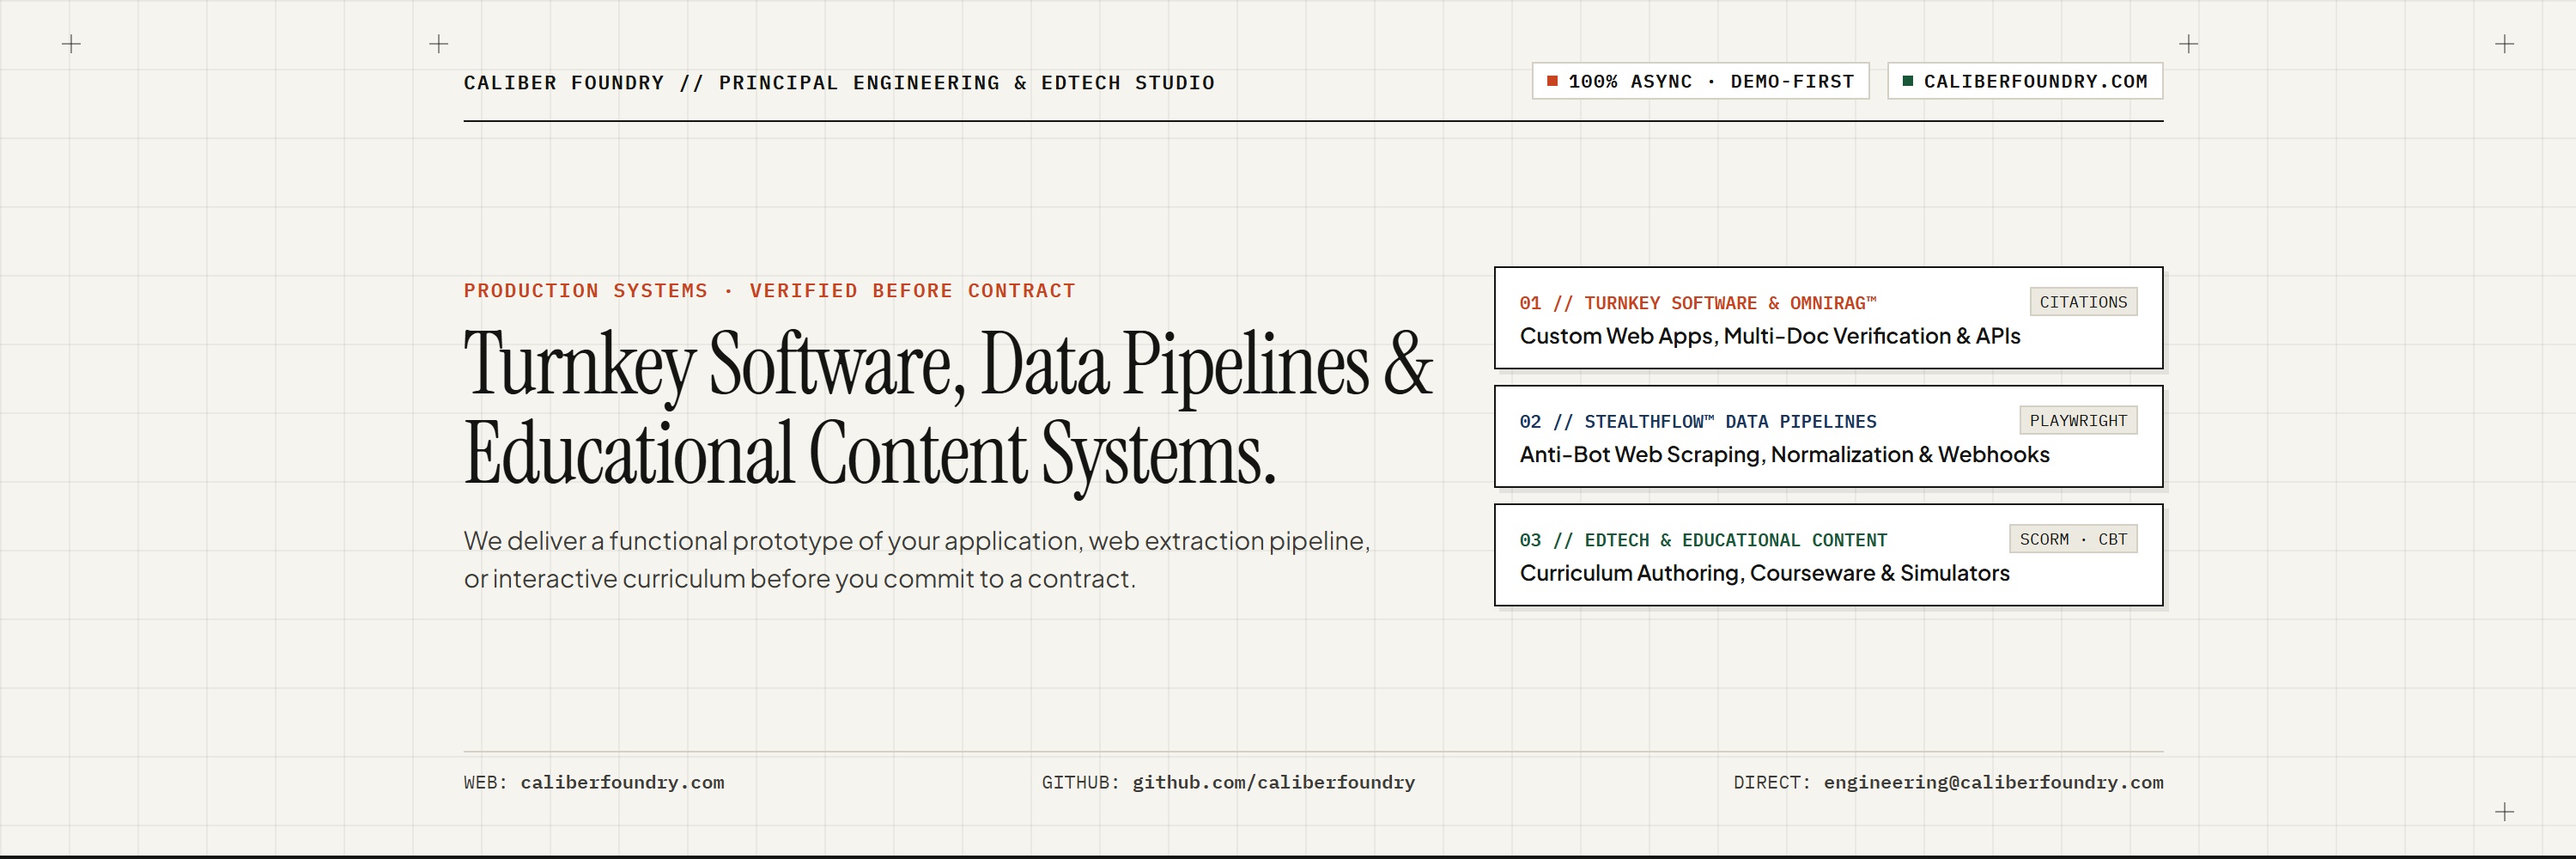 CALIBER FOUNDRY // PRINCIPAL ENGINEERING & EDTECH STUDIO
100% ASYNC · DEMO-FIRST
CALIBERFOUNDRY.COM
PRODUCTION SYSTEMS · VERIFIED BEFORE CONTRACT
Turnkey Software, Data Pipelines &
Educational Content Systems.
We deliver a functional prototype of your application, web extraction pipeline,
or interactive curriculum before you commit to a contract.
01 // TURNKEY SOFTWARE & OMNIRAG™
CITATIONS
Custom Web Apps, Multi-Doc Verification & APIs
02 // STEALTHFLOW™ DATA PIPELINES
PLAYWRIGHT
Anti-Bot Web Scraping, Normalization & Webhooks
03 // EDTECH & EDUCATIONAL CONTENT
SCORM · CBT
Curriculum Authoring, Courseware & Simulators
WEB: caliberfoundry.com
GITHUB: github.com/caliberfoundry
DIRECT: engineering@caliberfoundry.com